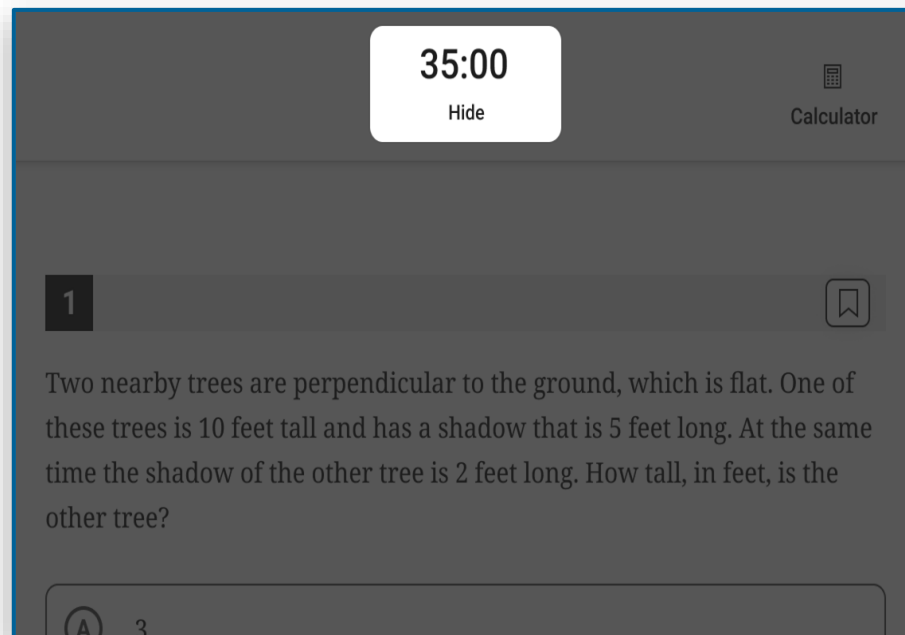 35:00
Hide
Calculator
1
Two nearby trees are perpendicular to the ground, which is flat. One of
these trees is 10 feet tall and has a shadow that is 5 feet long. At the same
time the shadow of the other tree is 2 feet long. How tall, in feet, is the
other tree?
A 3